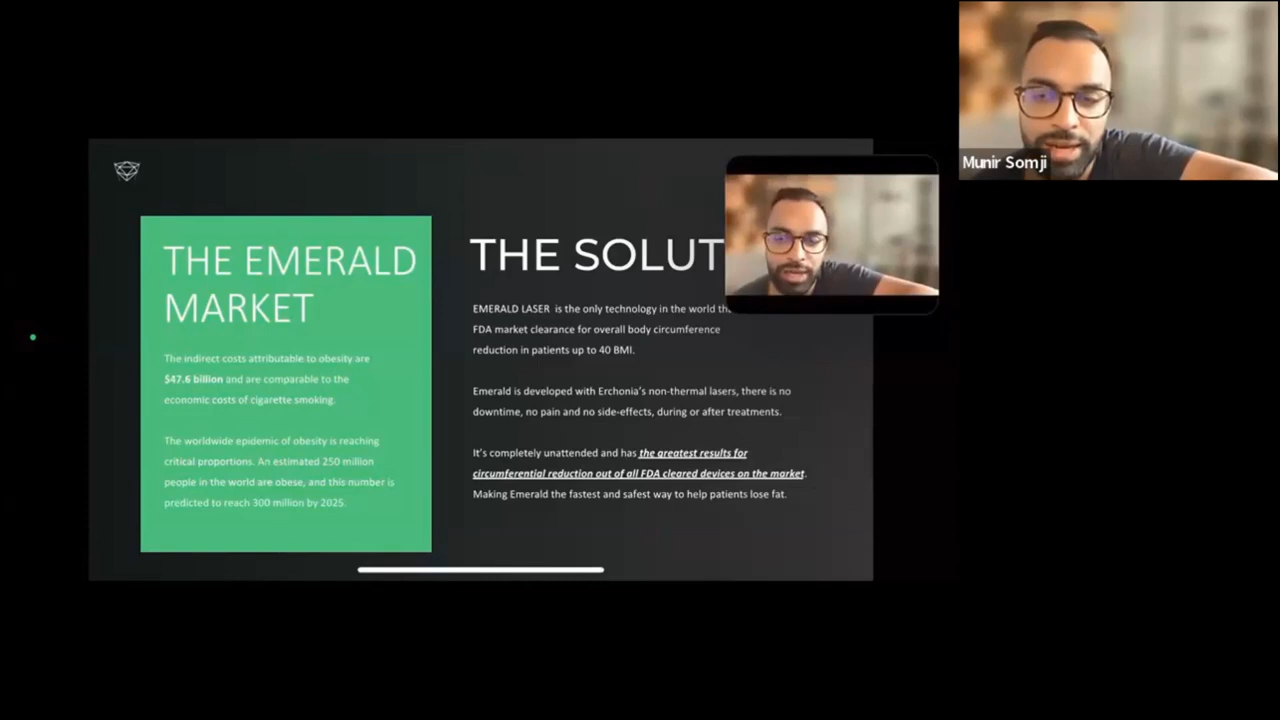 THE EMERALD
MARKET
The indirect costs attributable to obesity are
$47.6 billion and are comparable to the
economic costs of cigarette smoking.
The worldwide epidemic of obesity is reaching
critical proportions. An estimated 250 million
people in the world are obese, and this number is
predicted to reach 300 million by 2025.
THE SOLUT
EMERALD LASER is the only technology in the world
FDA market clearance for overall body circumference
reduction in patients up to 40 BMI.
Emerald is developed with Erchonia's non-thermal lasers, there is no
downtime, no pain and no side-effects, during or after treatments.
It's completely unattended and has the greatest results for
circumferential reduction out of all FDA cleared devices on the market.
Making Emerald the fastest and safest way to help patients lose fat.
Munir Somji